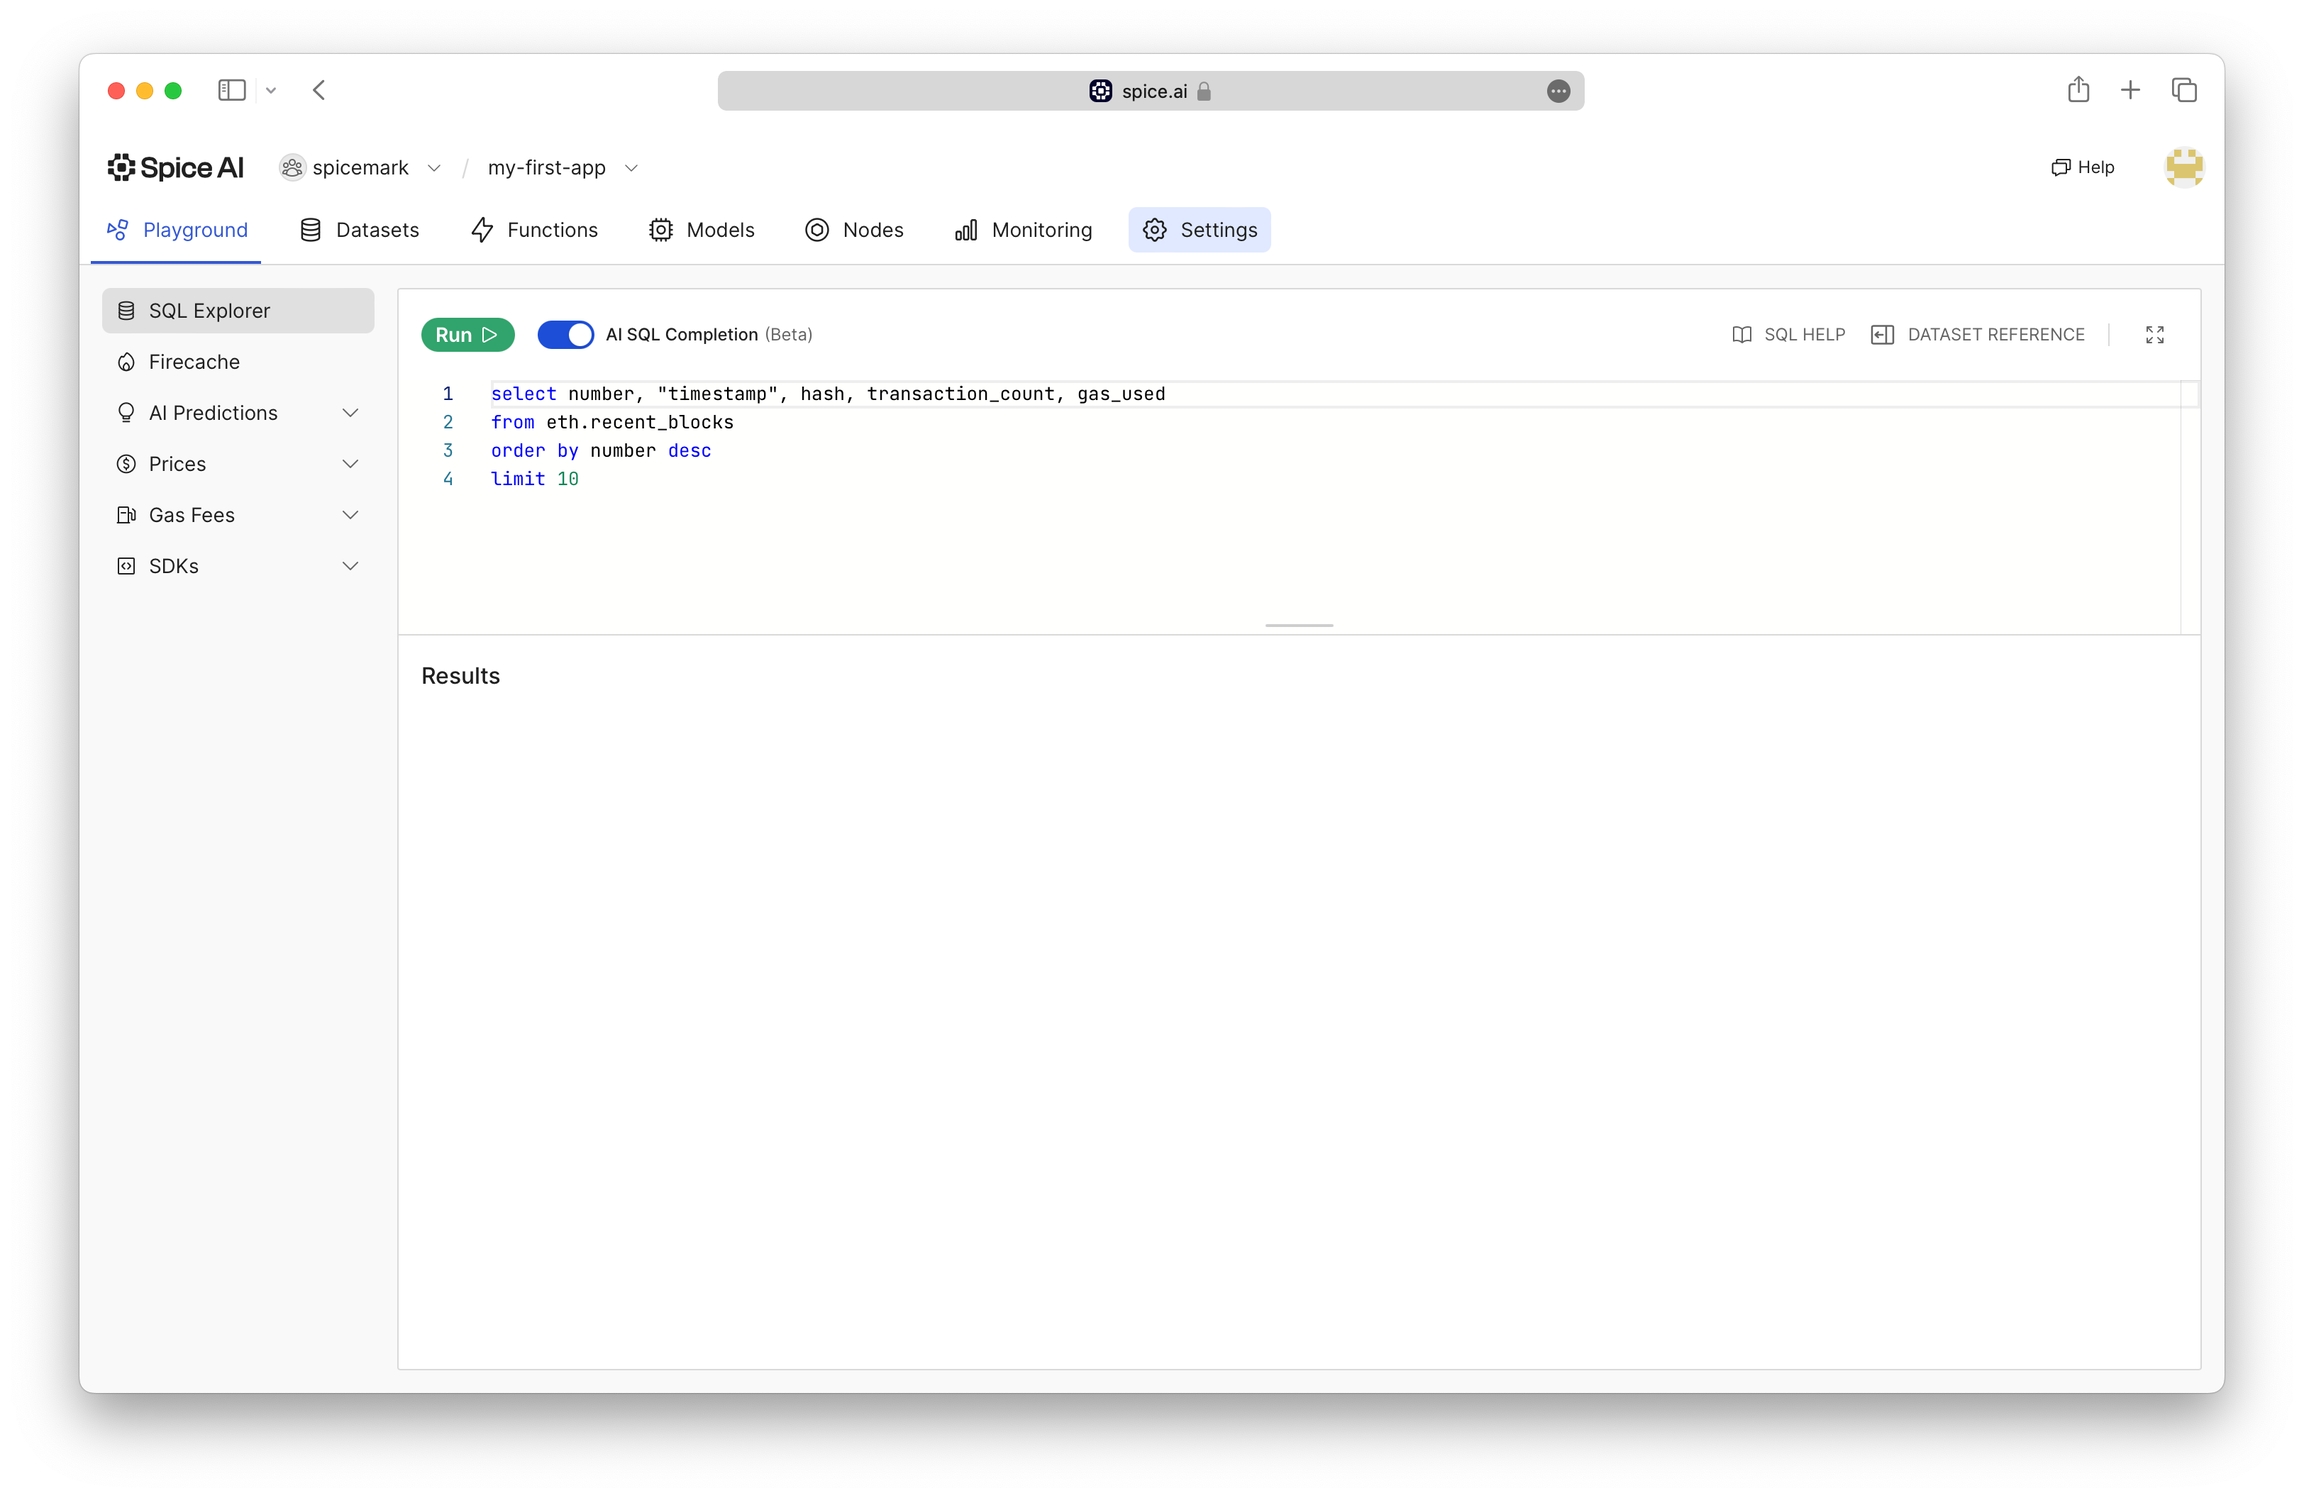 spice.ai
Spice AI spicemark / my-first-app Help
Playground Datasets Functions Models Nodes Monitoring Settings
SQL Explorer
Firecache
AI Predictions
Prices
Gas Fees
SDKs
Run AI SQL Completion (Beta) SQL HELP DATASET REFERENCE
1 select number, "timestamp", hash, transaction_count, gas_used
2 from eth.recent_blocks
3 order by number desc
4 limit 10
Results